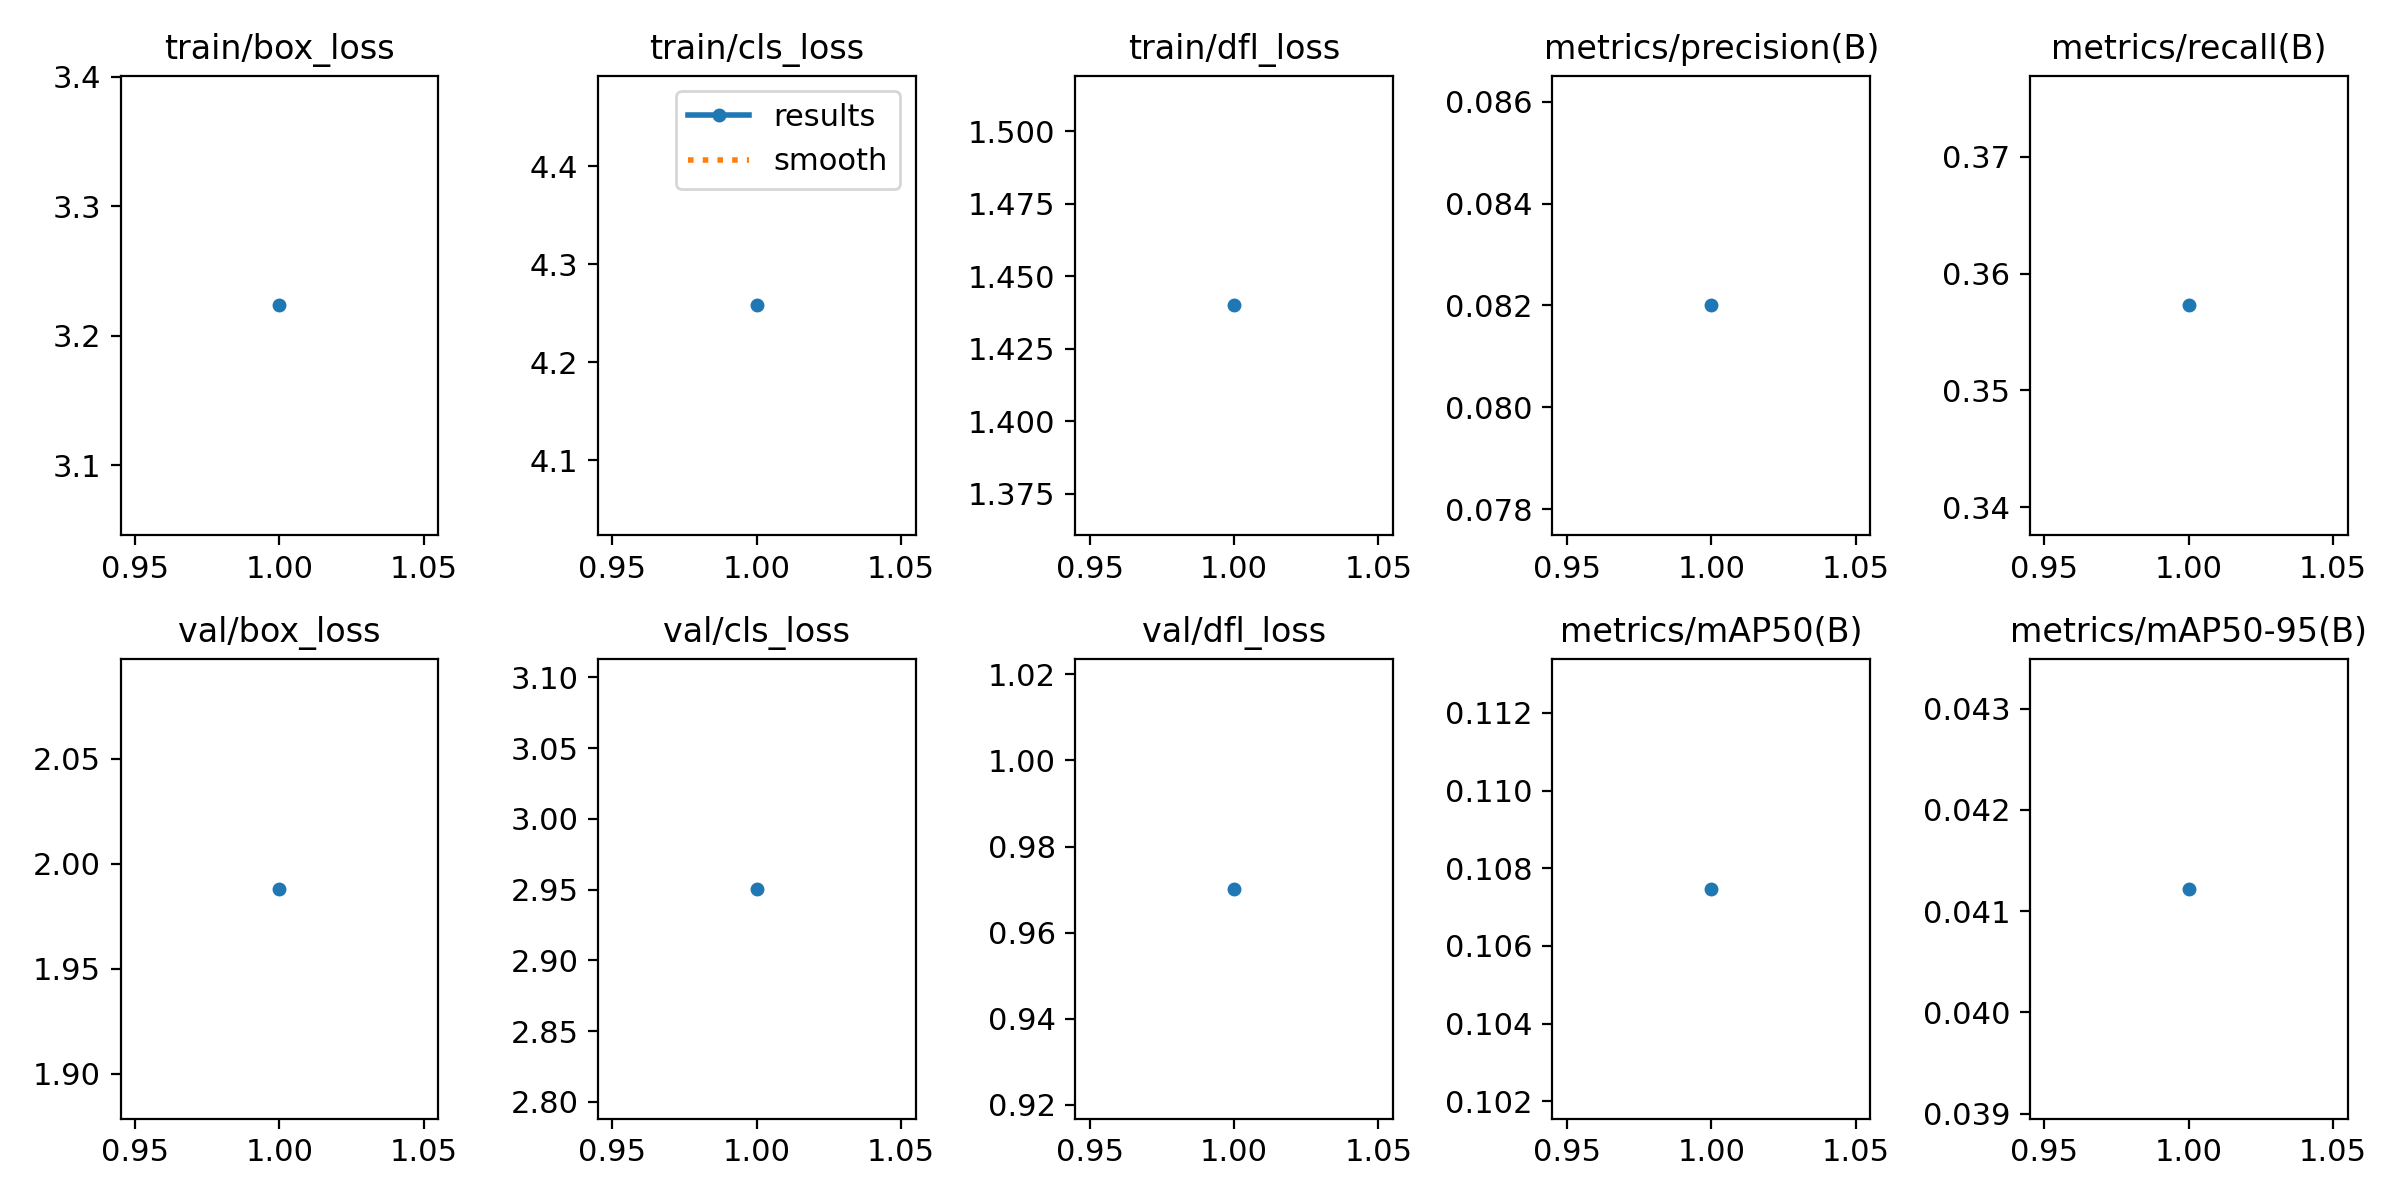 train/box_loss
3.4
3.3
3.2
3.1
0.95 1.00 1.05
train/cls_loss
results
smooth
4.4
4.3
4.2
4.1
0.95 1.00 1.05
train/dfl_loss
1.500
1.475
1.450
1.425
1.400
1.375
0.95 1.00 1.05
metrics/precision(B)
0.086
0.084
0.082
0.080
0.078
0.95 1.00 1.05
metrics/recall(B)
0.37
0.36
0.35
0.34
0.95 1.00 1.05
val/box_loss
2.05
2.00
1.95
1.90
0.95 1.00 1.05
val/cls_loss
3.10
3.05
3.00
2.95
2.90
2.85
2.80
0.95 1.00 1.05
val/dfl_loss
1.02
1.00
0.98
0.96
0.94
0.92
0.95 1.00 1.05
metrics/mAP50(B)
0.112
0.110
0.108
0.106
0.104
0.102
0.95 1.00 1.05
metrics/mAP50-95(B)
0.043
0.042
0.041
0.040
0.039
0.95 1.00 1.05